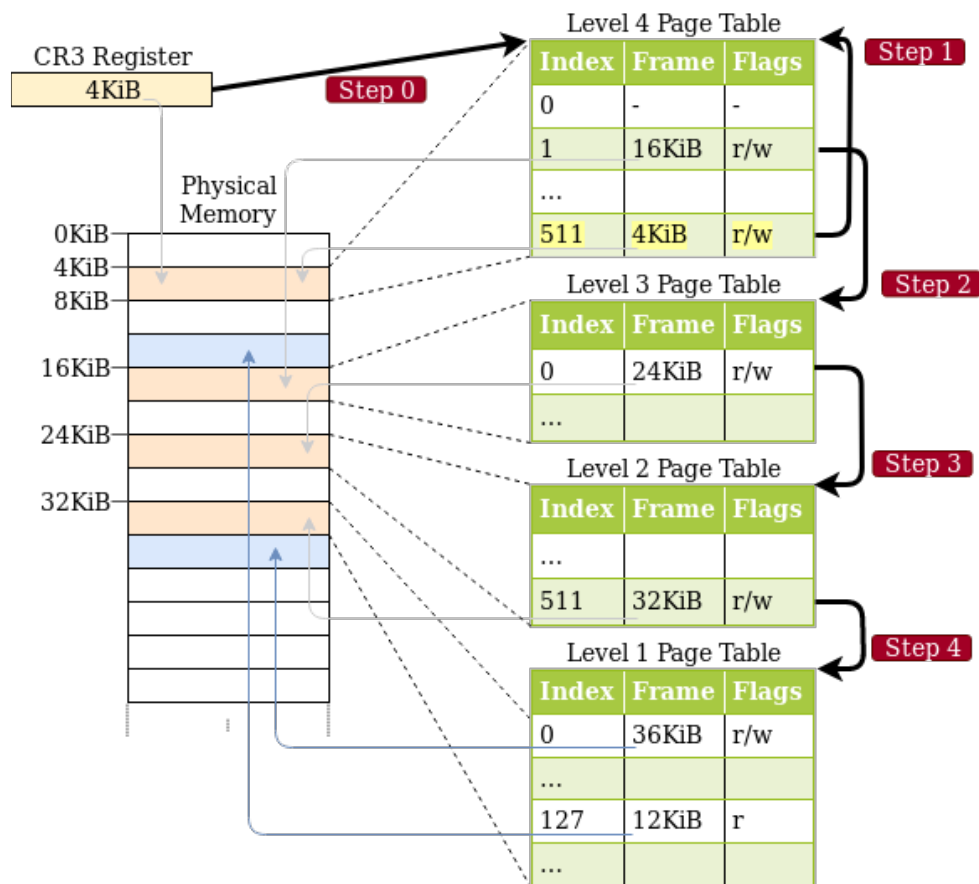 Level 4 Page Table
CR3 Register
4KiB
Step 0
Step 1
Index Frame Flags
0 - -
1 16KiB r/w
...
511 4KiB r/w
Physical
Memory
0KiB
4KiB
8KiB
16KiB
24KiB
32KiB
Step 2
Level 3 Page Table
Index Frame Flags
0 24KiB r/w
...
Step 3
Level 2 Page Table
Index Frame Flags
...
511 32KiB r/w
Step 4
Level 1 Page Table
Index Frame Flags
0 36KiB r/w
...
127 12KiB r
...